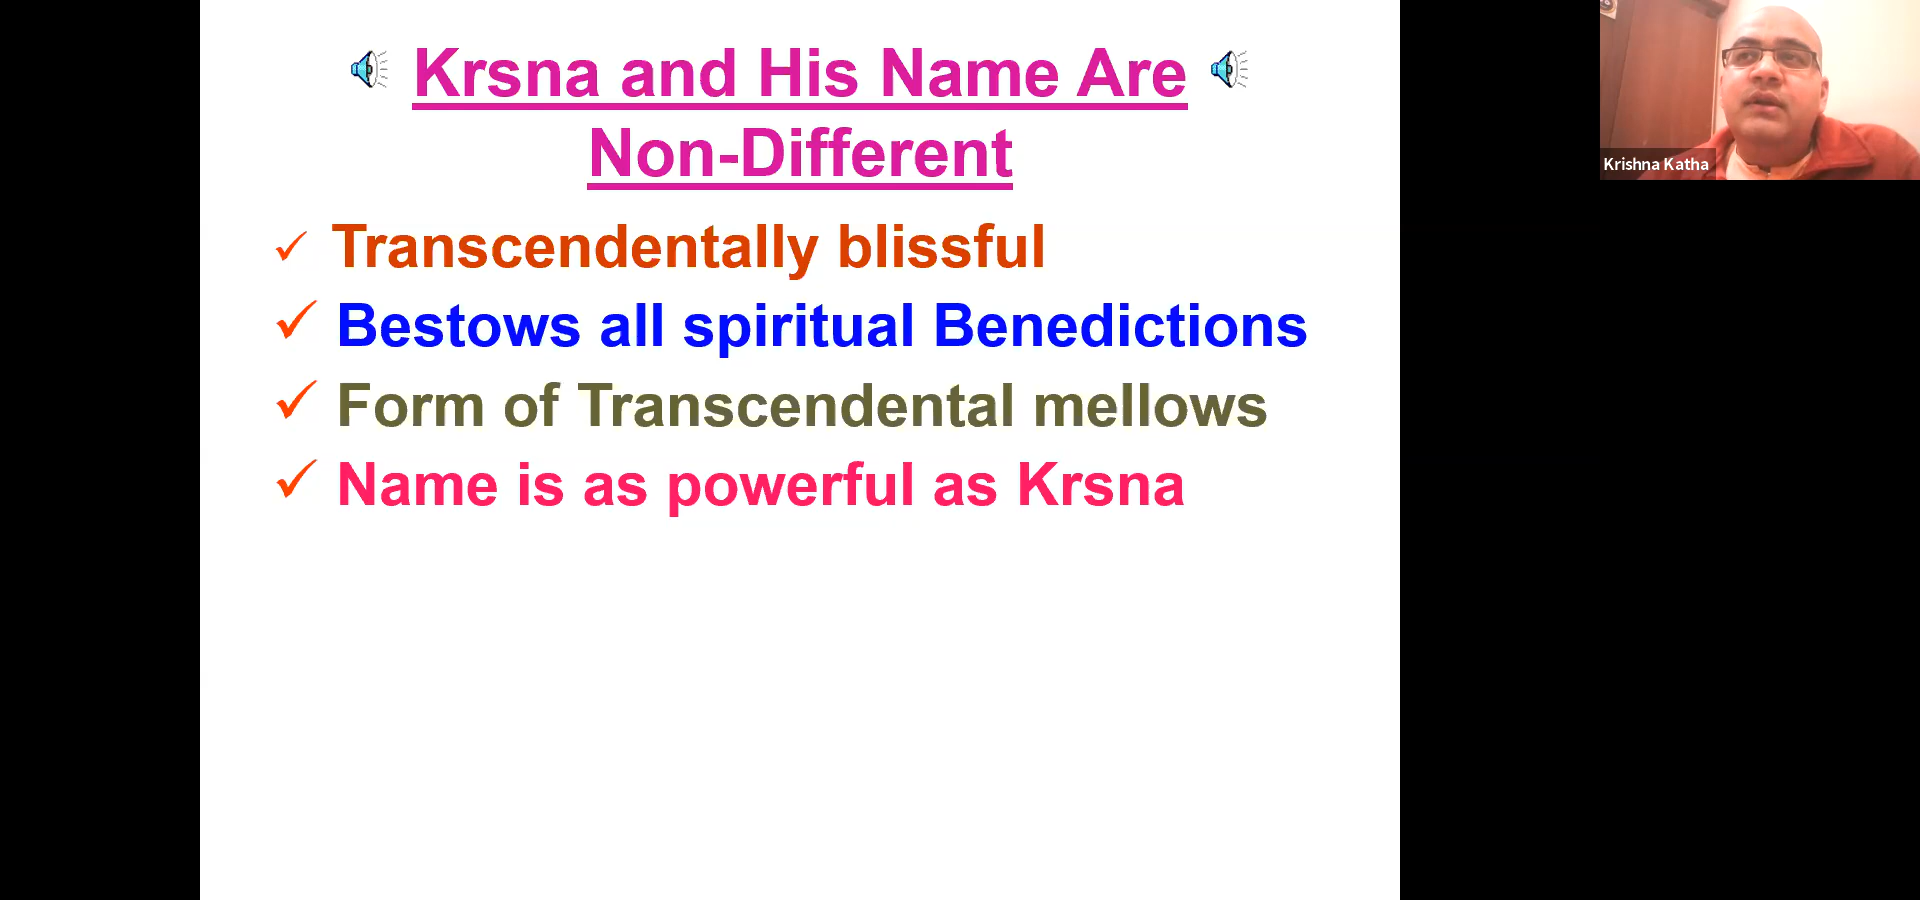 Krsna and His Name Are
Non-Different
Transcendentally blissful
Bestows all spiritual Benedictions
Form of Transcendental mellows
Name is as powerful as Krsna
Krishna Katha